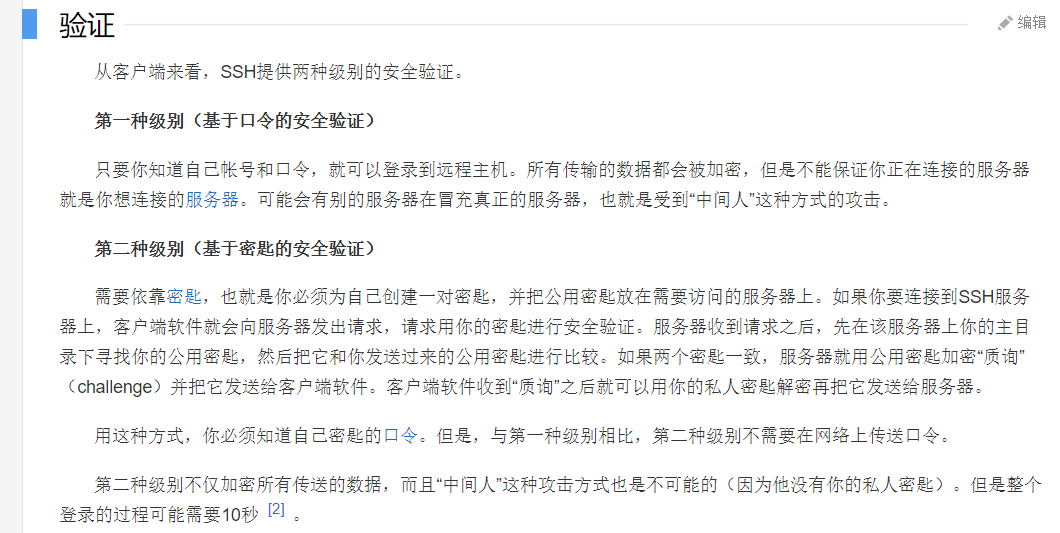 验证
编辑
从客户端来看，SSH提供两种级别的安全验证。
第一种级别（基于口令的安全验证）
只要你知道自己帐号和口令，就可以登录到远程主机。所有传输的数据都会被加密，但是不能保证你正在连接的服务器
就是你想连接的服务器。可能会有别的服务器在冒充真正的服务器，也就是受到“中间人”这种方式的攻击。
第二种级别（基于密匙的安全验证）
需要依靠密匙，也就是你必须为自己创建一对密匙，并把公用密匙放在需要访问的服务器上。如果你要连接到SSH服务
器上，客户端软件就会向服务器发出请求，请求用你的密匙进行安全验证。服务器收到请求之后，先在该服务器上你的主目
录下寻找你的公用密匙，然后把它和你发送过来的公用密匙进行比较。如果两个密匙一致，服务器就用公用密匙加密“质询”
（challenge）并把它发送给客户端软件。客户端软件收到“质询”之后就可以用你的私人密匙解密再把它发送给服务器。
用这种方式，你必须知道自己密匙的口令。但是，与第一种级别相比，第二种级别不需要在网络上传送口令。
第二种级别不仅加密所有传送的数据，而且“中间人”这种攻击方式也是不可能的（因为他没有你的私人密匙）。但是整个
登录的过程可能需要10秒 [2] 。